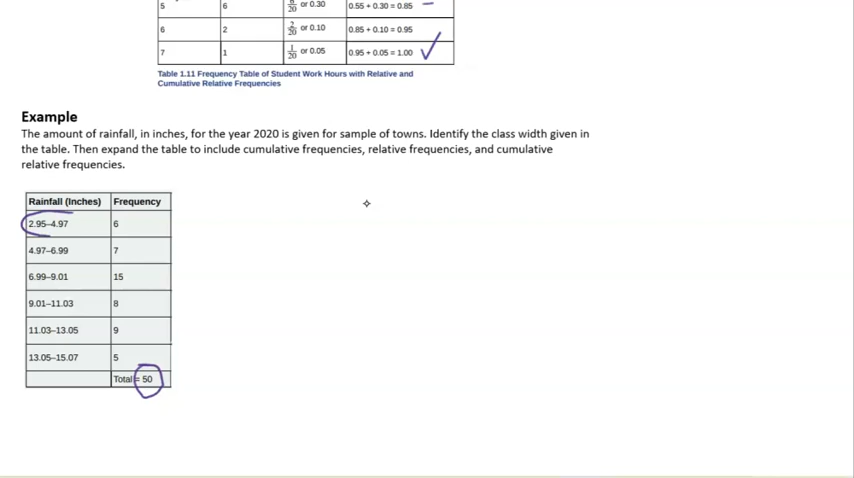 5 6 6/20 or 0.30 0.55 + 0.30 = 0.85
6 2 2/20 or 0.10 0.85 + 0.10 = 0.95
7 1 1/20 or 0.05 0.95 + 0.05 = 1.00
Table 1.11 Frequency Table of Student Work Hours with Relative and
Cumulative Relative Frequencies
Example
The amount of rainfall, in inches, for the year 2020 is given for sample of towns. Identify the class width given in
the table. Then expand the table to include cumulative frequencies, relative frequencies, and cumulative
relative frequencies.
Rainfall (Inches) Frequency
2.95–4.97 6
4.97–6.99 7
6.99–9.01 15
9.01–11.03 8
11.03–13.05 9
13.05–15.07 5
Total = 50